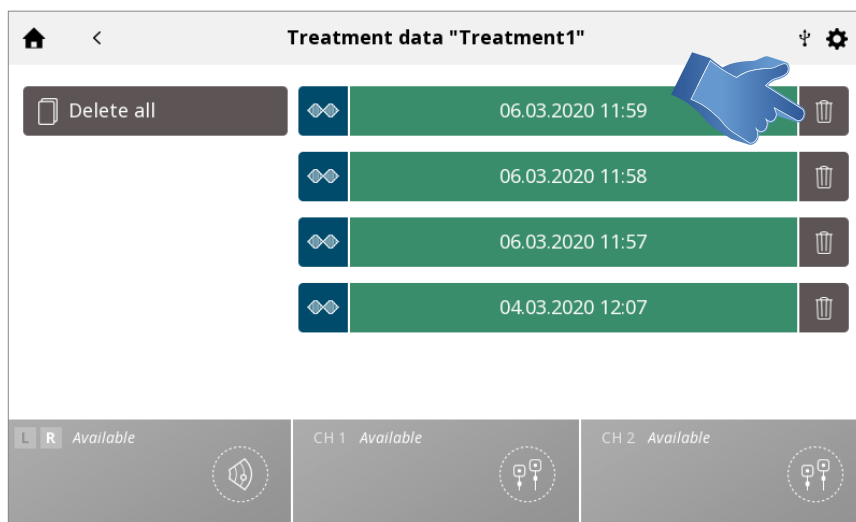 Treatment data "Treatment1"
Delete all
06.03.2020 11:59
06.03.2020 11:58
06.03.2020 11:57
04.03.2020 12:07
L R Available
CH 1 Available
CH 2 Available